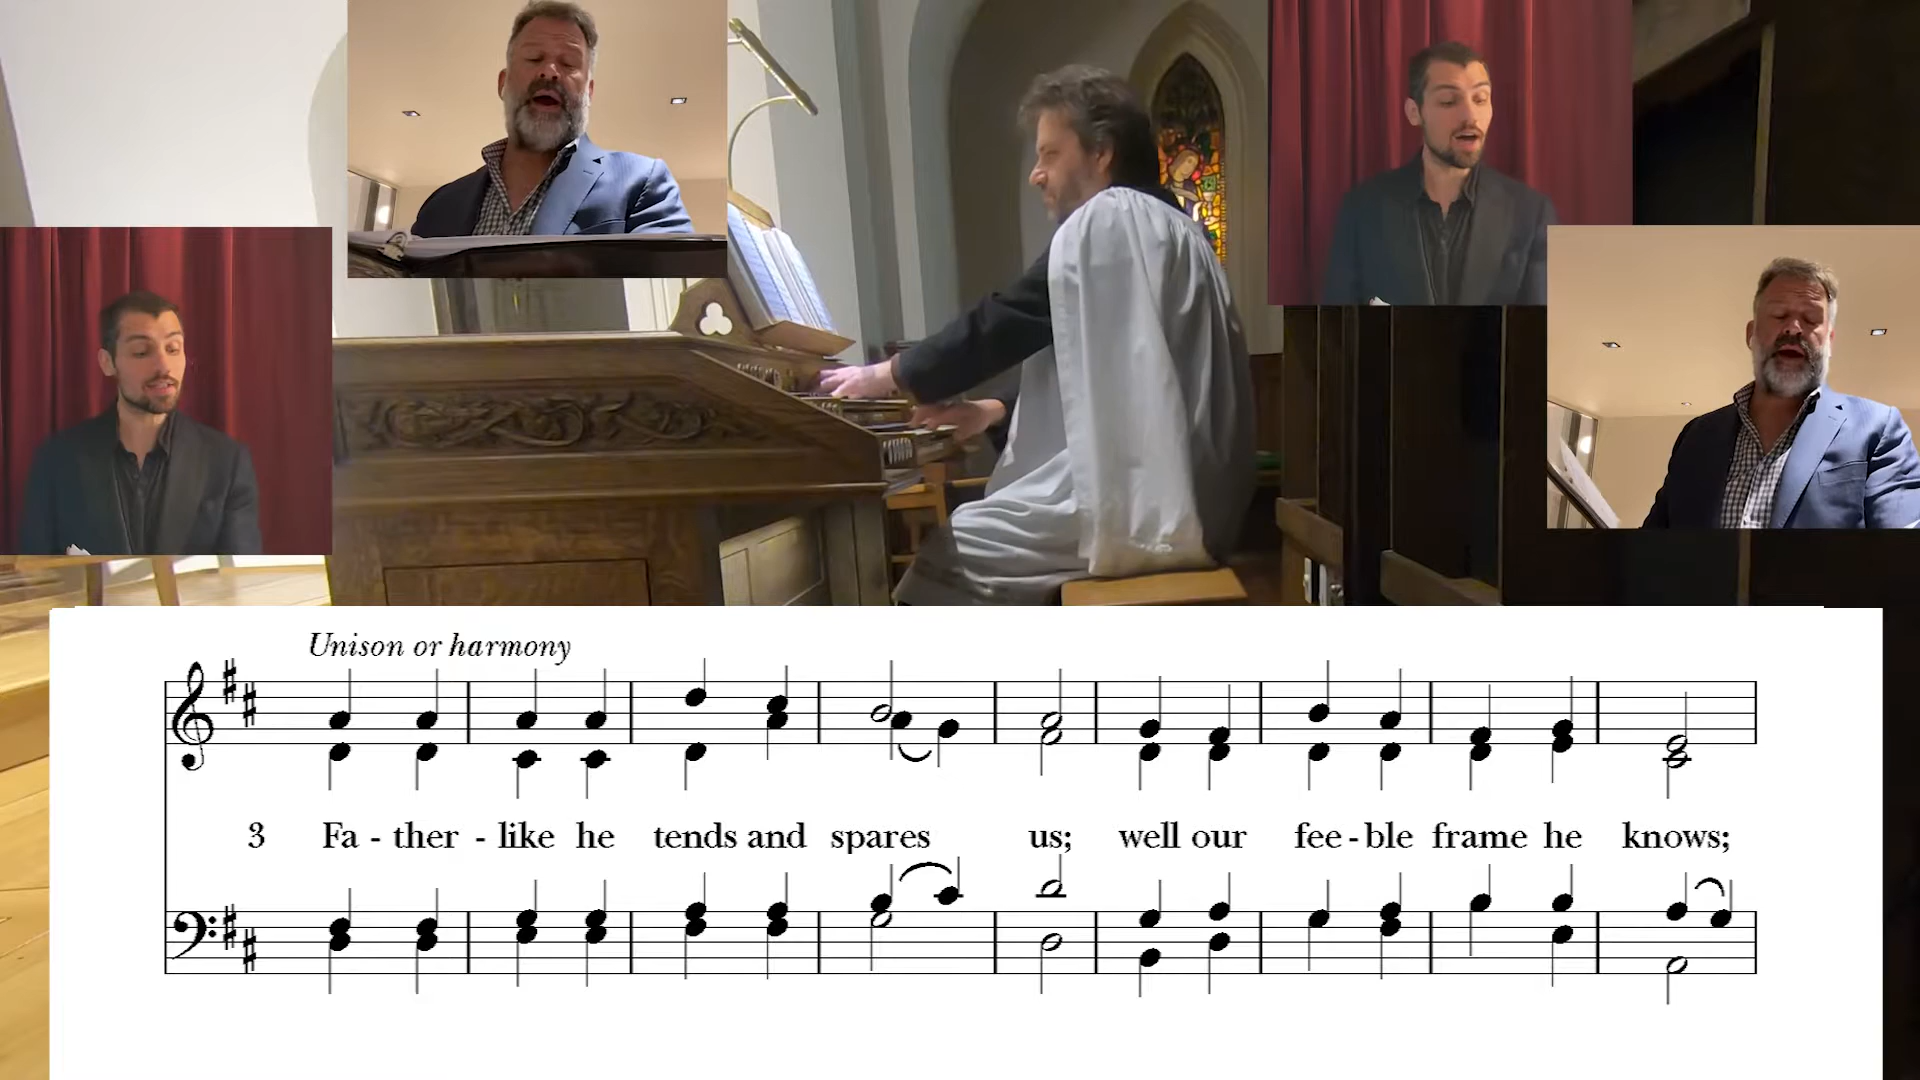 Unison or harmony
3 Fa - ther - like he tends and spares us; well our fee - ble frame he knows;